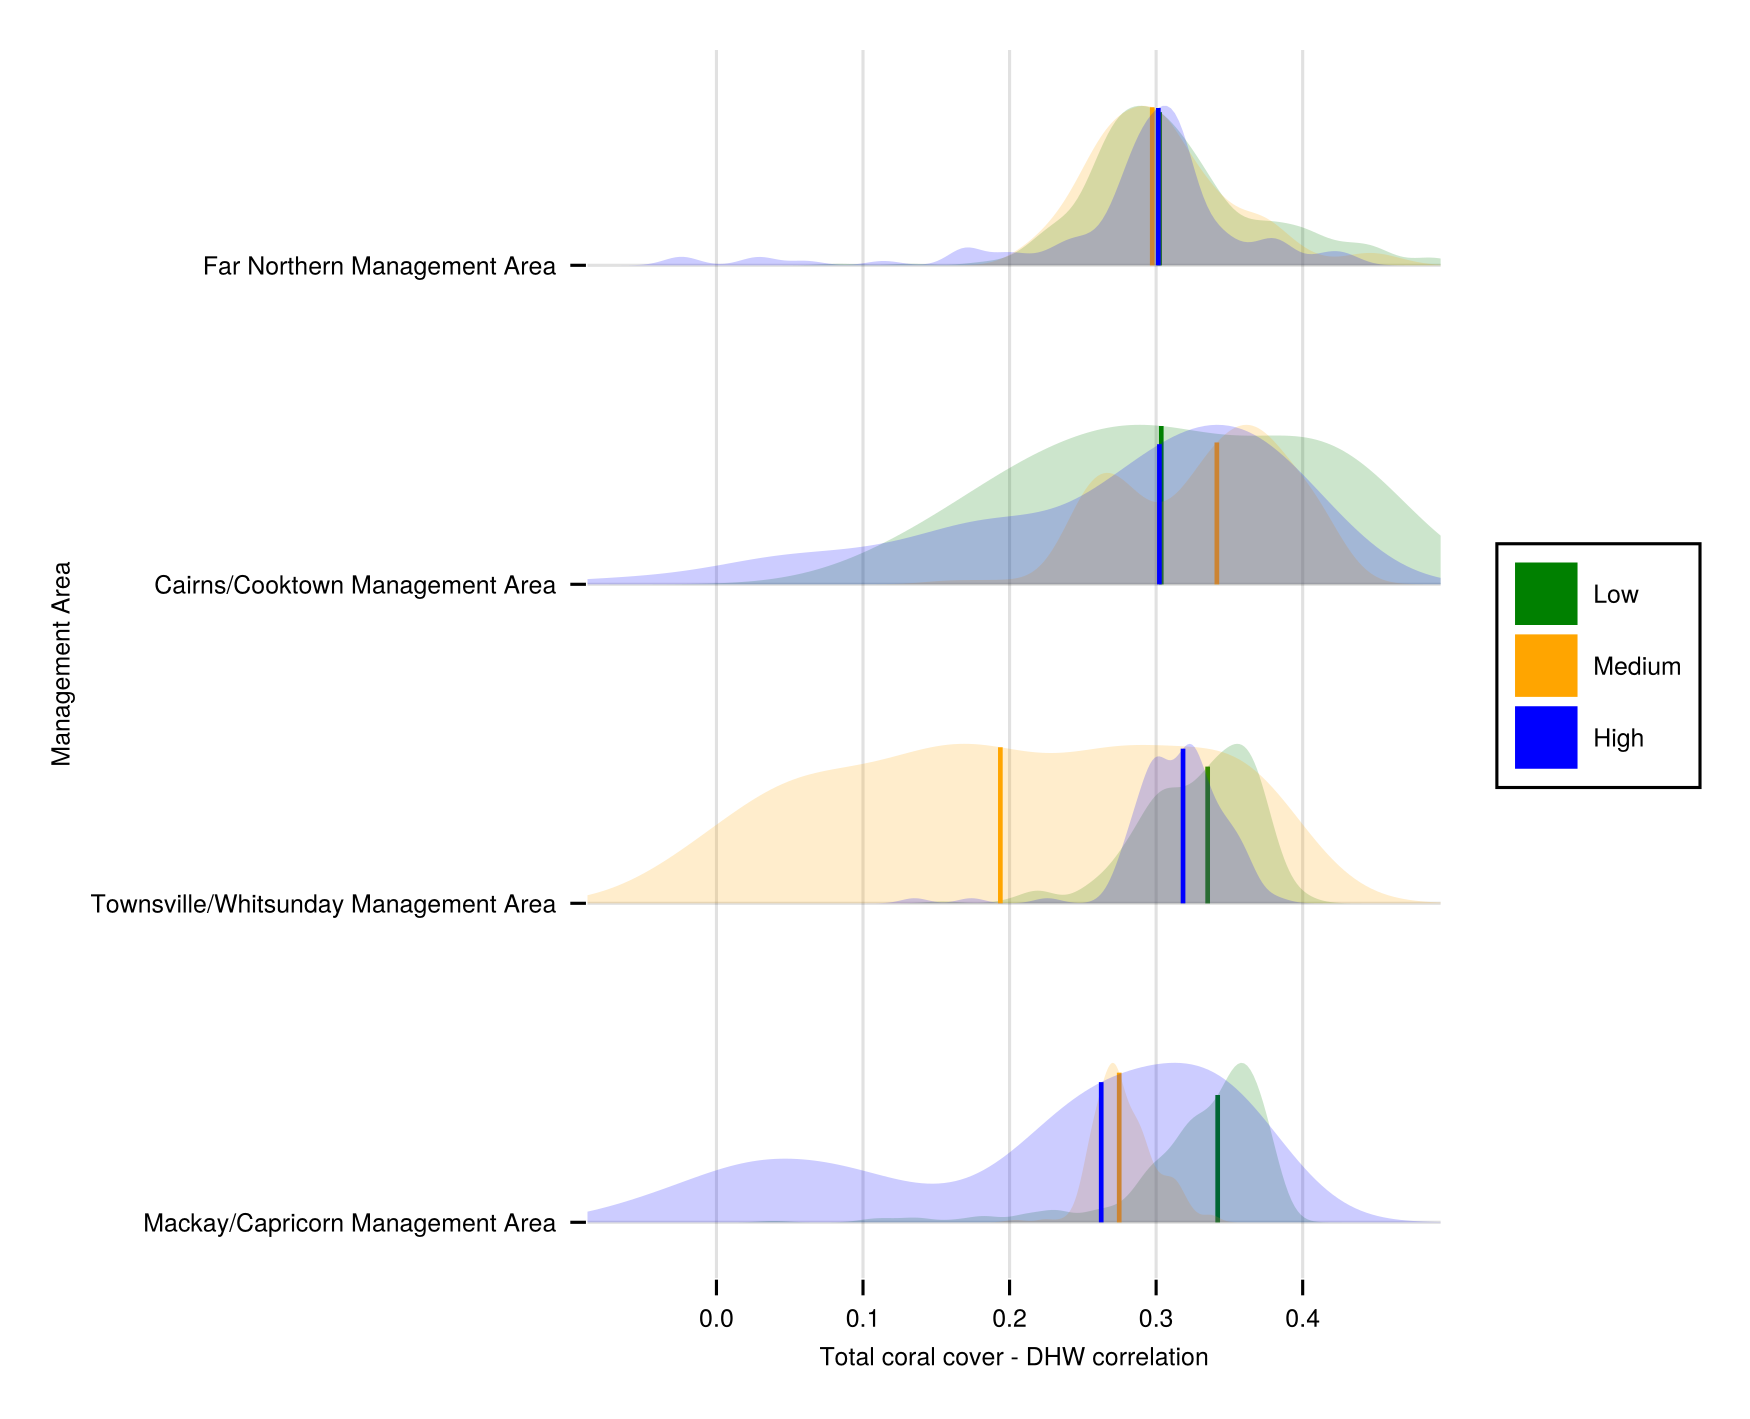 Far Northern Management Area
Cairns/Cooktown Management Area
Townsville/Whitsunday Management Area
Mackay/Capricorn Management Area
Management Area
0.0 0.1 0.2 0.3 0.4
Total coral cover - DHW correlation
Low
Medium
High